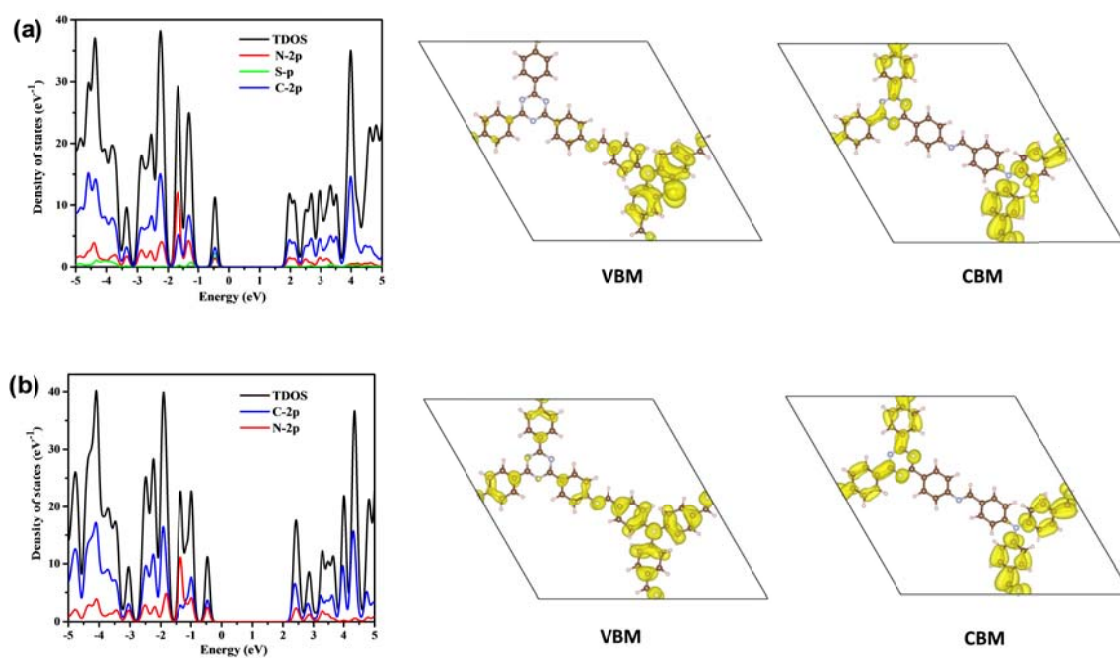 (a)
40
30
20
10
0
Density of states (eV-1)
TDOS
N-2p
S-p
C-2p
-5 -4 -3 -2 -1 0 1 2 3 4 5
Energy (eV)
VBM
CBM
(b)
40
30
20
10
0
Density of states (eV-1)
TDOS
C-2p
N-2p
-5 -4 -3 -2 -1 0 1 2 3 4 5
Energy (eV)
VBM
CBM